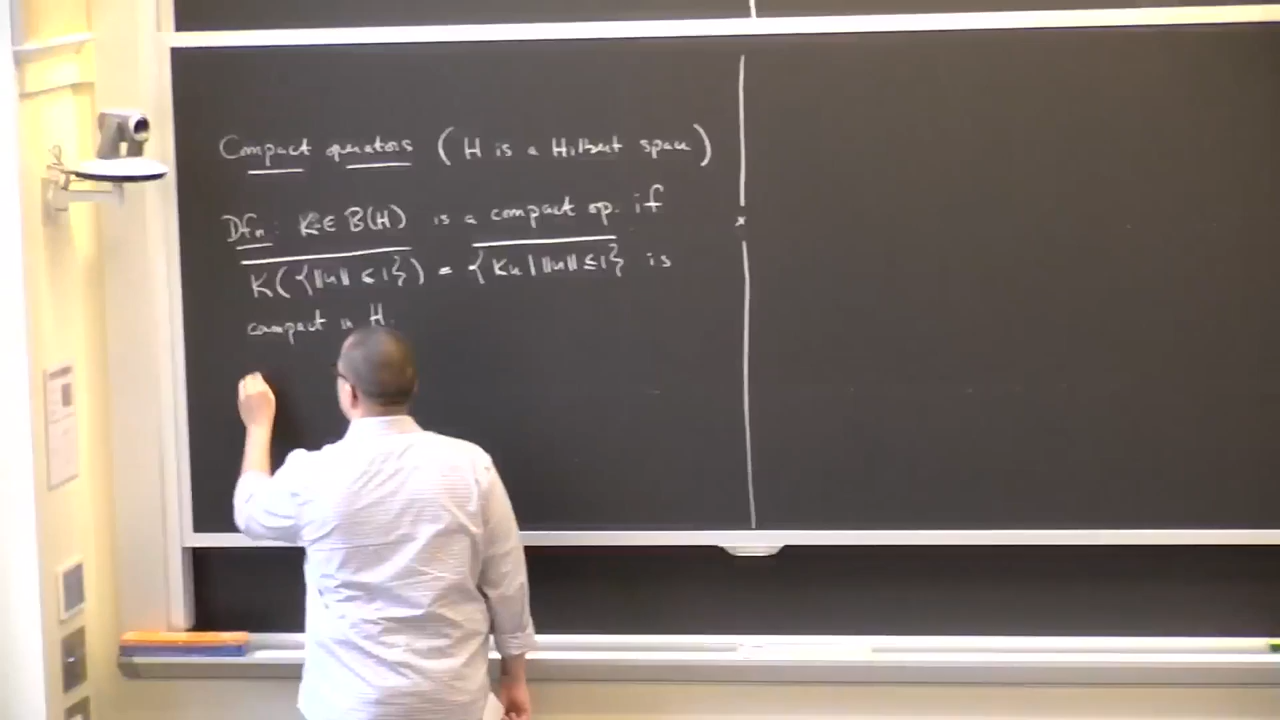 Compact operators (H is a Hilbert space)
Dfn: K ∈ B(H) is a compact op. if
K({‖u‖ ≤ 1}) = {Ku | ‖u‖ ≤ 1} is
compact in H.